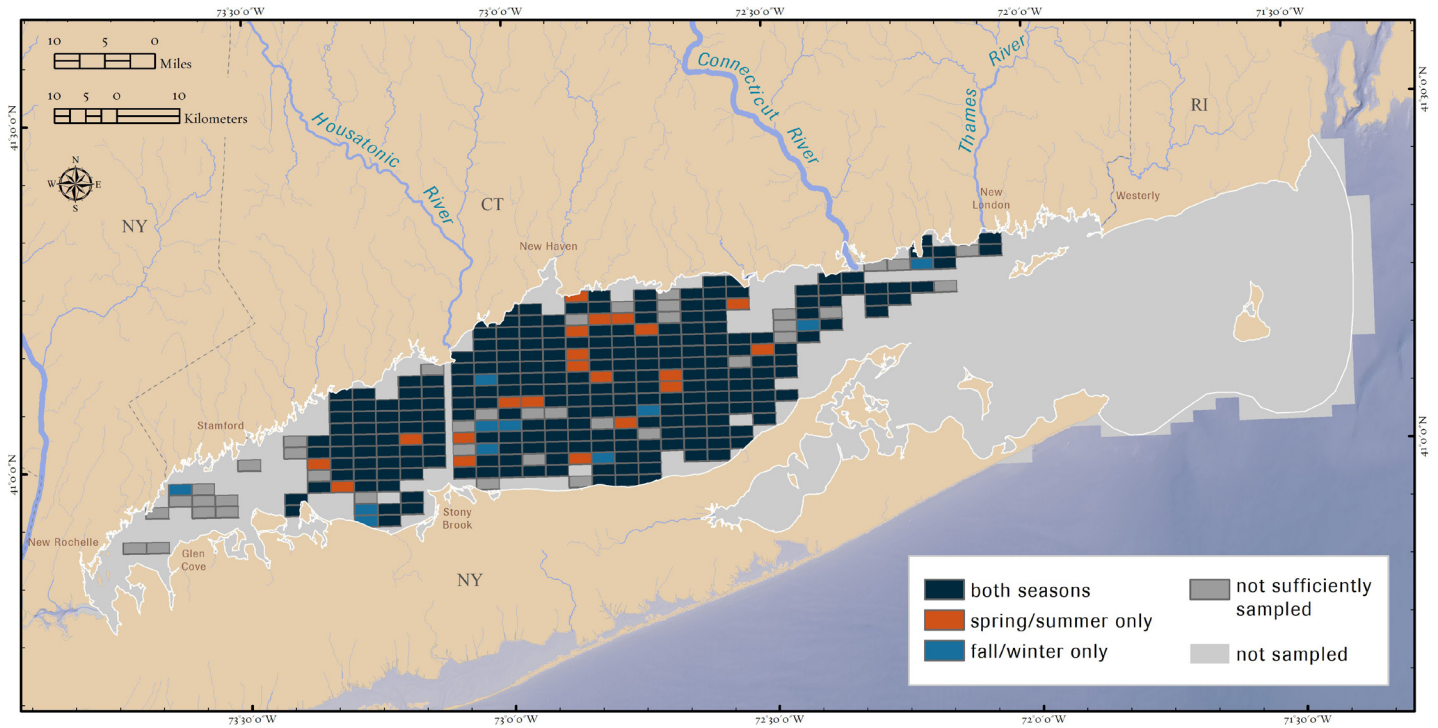 73°30'0"W 73°0'0"W 72°30'0"W 72°0'0"W 71°30'0"W
10 5 0
Miles
10 5 0 10
Kilometers
N
W E
S
41°30'N
41°0'0"N
41°30'N
41°0'0"N
Housatonic
River
Connecticut
River
Thames
River
NY
CT
RI
New
London
Westerly
New Haven
Stamford
New Rochelle
Glen
Cove
Stony
Brook
NY
both seasons
spring/summer only
fall/winter only
not sufficiently
sampled
not sampled
73°30'0"W 73°0'0"W 72°30'0"W 72°0'0"W 71°30'0"W